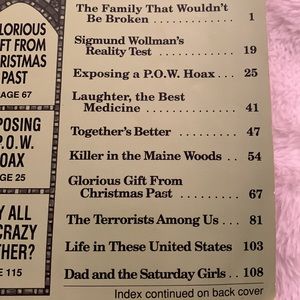 The Family That Wouldn't
Be Broken . . . . . . . . . . . 1
Sigmund Wollman's
Reality Test . . . . . . . . . . 19
Exposing a P.O.W. Hoax . . . 25
Laughter, the Best
Medicine . . . . . . . . . . . 41
Together's Better . . . . . . . 47
Killer in the Maine Woods . . 54
Glorious Gift From
Christmas Past . . . . . . . . 67
The Terrorists Among Us . . . 81
Life in These United States 103
Dad and the Saturday Girls . . 108
Index continued on back cover
LORIOUS
IFT FROM
HRISTMAS
PAST
AGE 67
POSING
P.O.W.
OAX
GE 25
Y ALL
CRAZY
THER?
E 115